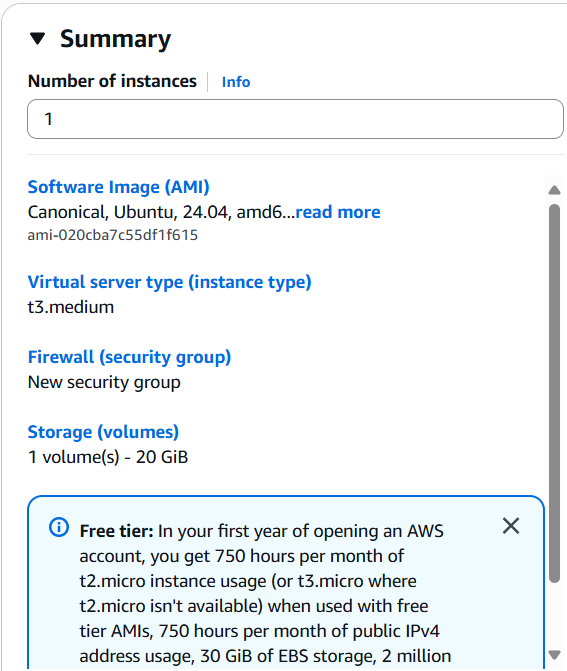 Summary
Number of instances Info
1
Software Image (AMI)
Canonical, Ubuntu, 24.04, amd6...read more
ami-020cba7c55df1f615
Virtual server type (instance type)
t3.medium
Firewall (security group)
New security group
Storage (volumes)
1 volume(s) - 20 GiB
Free tier: In your first year of opening an AWS
account, you get 750 hours per month of
t2.micro instance usage (or t3.micro where
t2.micro isn't available) when used with free
tier AMIs, 750 hours per month of public IPv4
address usage, 30 GiB of EBS storage, 2 million